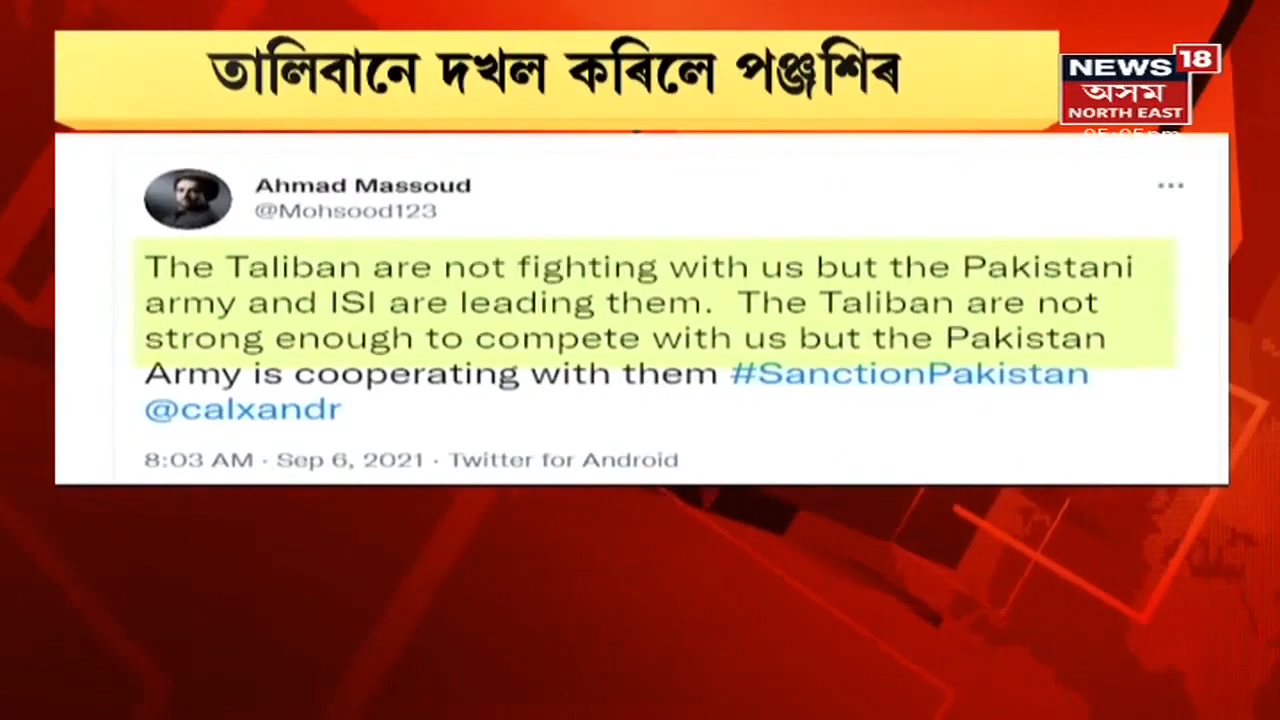 তালিবানে দখল কৰিলে পঞ্জশিৰ
NEWS 18
অসম
NORTH EAST
Ahmad Massoud
@Mohsood123
The Taliban are not fighting with us but the Pakistani
army and ISI are leading them. The Taliban are not
strong enough to compete with us but the Pakistan
Army is cooperating with them #SanctionPakistan
@calxandr
8:03 AM · Sep 6, 2021 · Twitter for Android